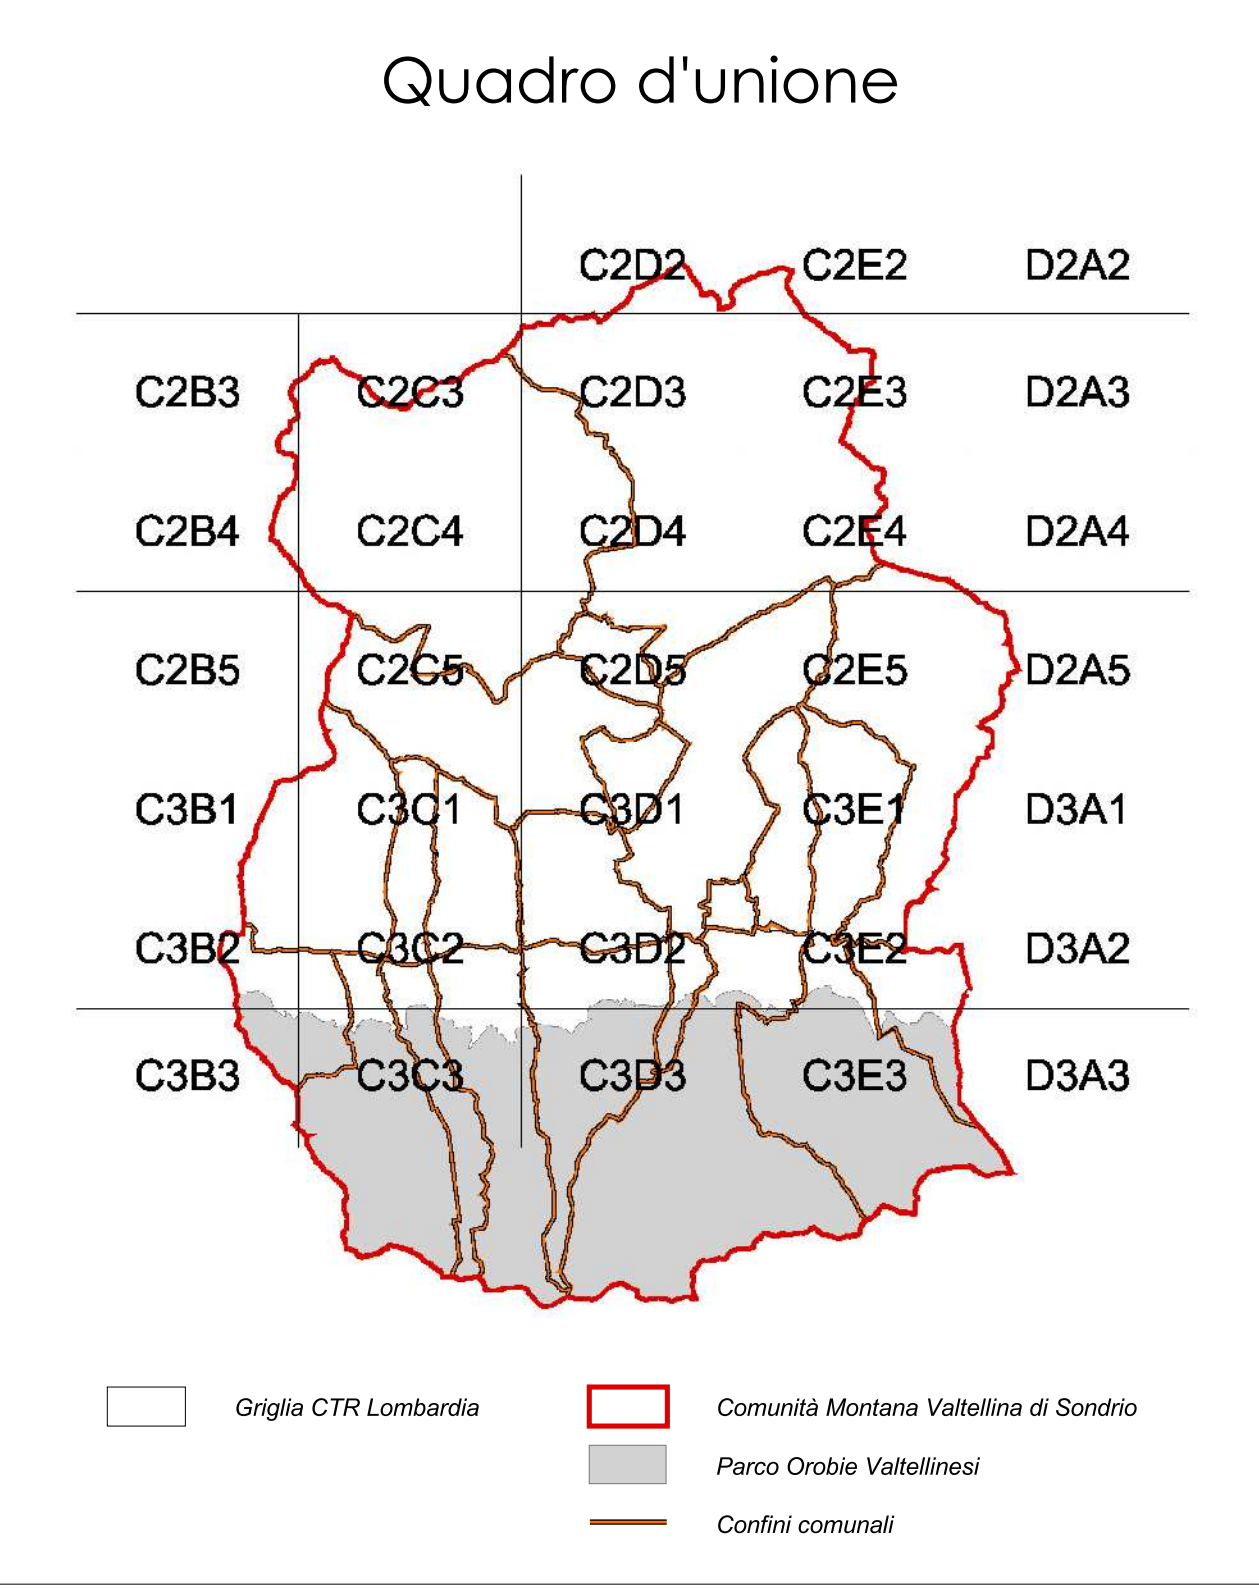 Quadro d'unione
C2D2 C2E2 D2A2
C2B3 C2C3 C2D3 C2E3 D2A3
C2B4 C2C4 C2D4 C2E4 D2A4
C2B5 C2C5 C2D5 C2E5 D2A5
C3B1 C3C1 C3D1 C3E1 D3A1
C3B2 C3C2 C3D2 C3E2 D3A2
C3B3 C3C3 C3D3 C3E3 D3A3
Griglia CTR Lombardia
Comunità Montana Valtellina di Sondrio
Parco Orobie Valtellinesi
Confini comunali